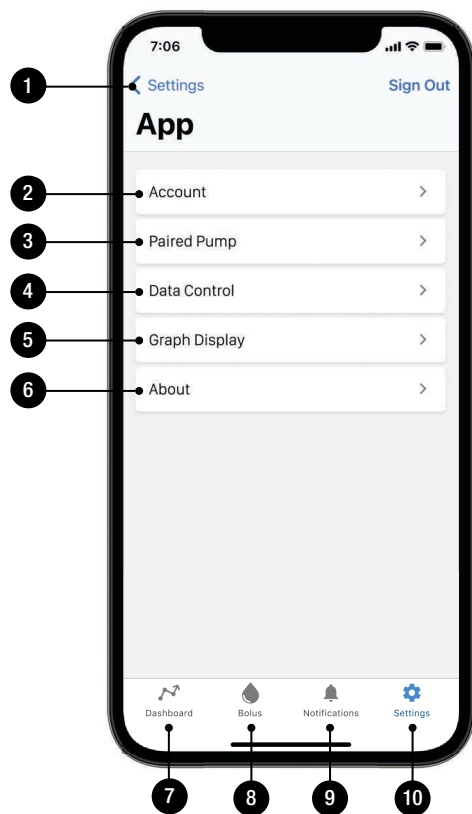 7:06
1
Settings
Sign Out
App
2
Account
3
Paired Pump
4
Data Control
5
Graph Display
6
About
Dashboard
Bolus
Notifications
Settings
7
8
9
10